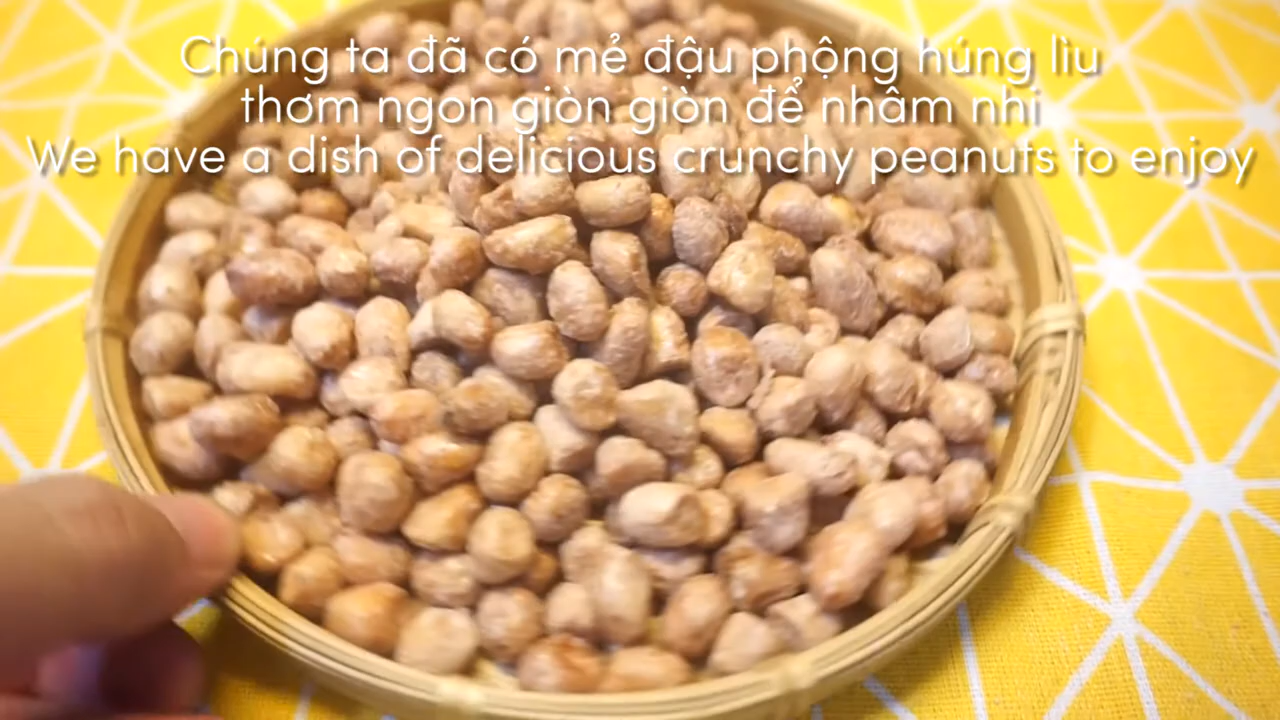 Chúng ta đã có mẻ đậu phộng húng lìu
thơm ngon giòn giòn để nhâm nhi
We have a dish of delicious crunchy peanuts to enjoy